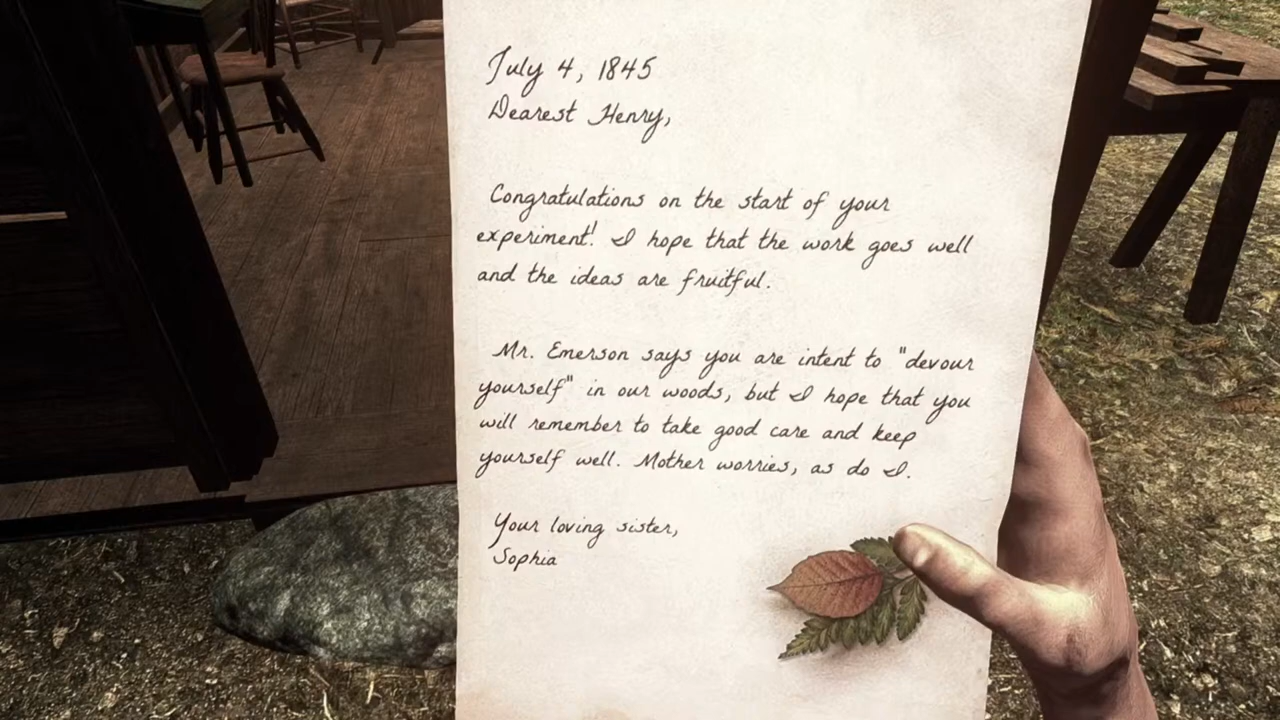 July 4, 1845
Dearest Henry,
Congratulations on the start of your
experiment! I hope that the work goes well
and the ideas are fruitful.
Mr. Emerson says you are intent to "devour
yourself" in our woods, but I hope that you
will remember to take good care and keep
yourself well. Mother worries, as do I.
Your loving sister,
Sophia